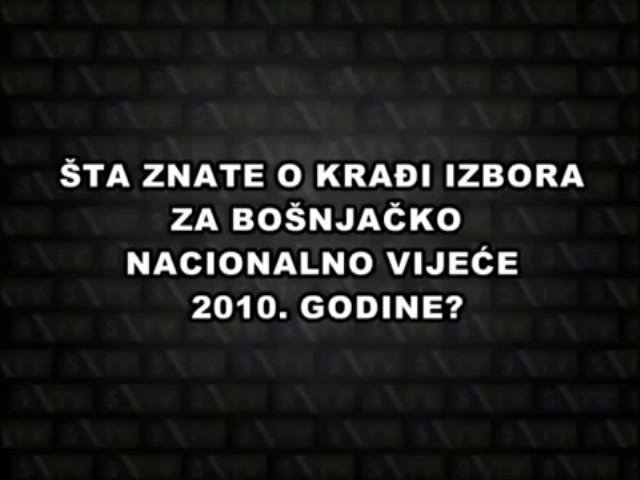 ŠTA ZNATE O KRAĐI IZBORA
ZA BOŠNJAČKO
NACIONALNO VIJEĆE
2010. GODINE?